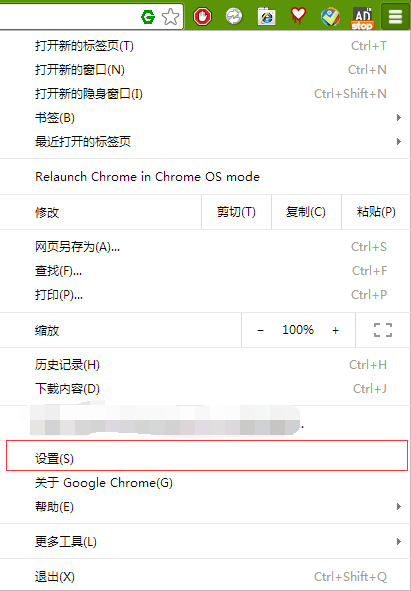 AD
stop
打开新的标签页(T) Ctrl+T
打开新的窗口(N) Ctrl+N
打开新的隐身窗口(I) Ctrl+Shift+N
书签(B)
最近打开的标签页
Relaunch Chrome in Chrome OS mode
修改 剪切(T) 复制(C) 粘贴(P)
网页另存为(A)... Ctrl+S
查找(F)... Ctrl+F
打印(P)... Ctrl+P
缩放 − 100% +
历史记录(H) Ctrl+H
下载内容(D) Ctrl+J
设置(S)
关于 Google Chrome(G)
帮助(E)
更多工具(L)
退出(X) Ctrl+Shift+Q